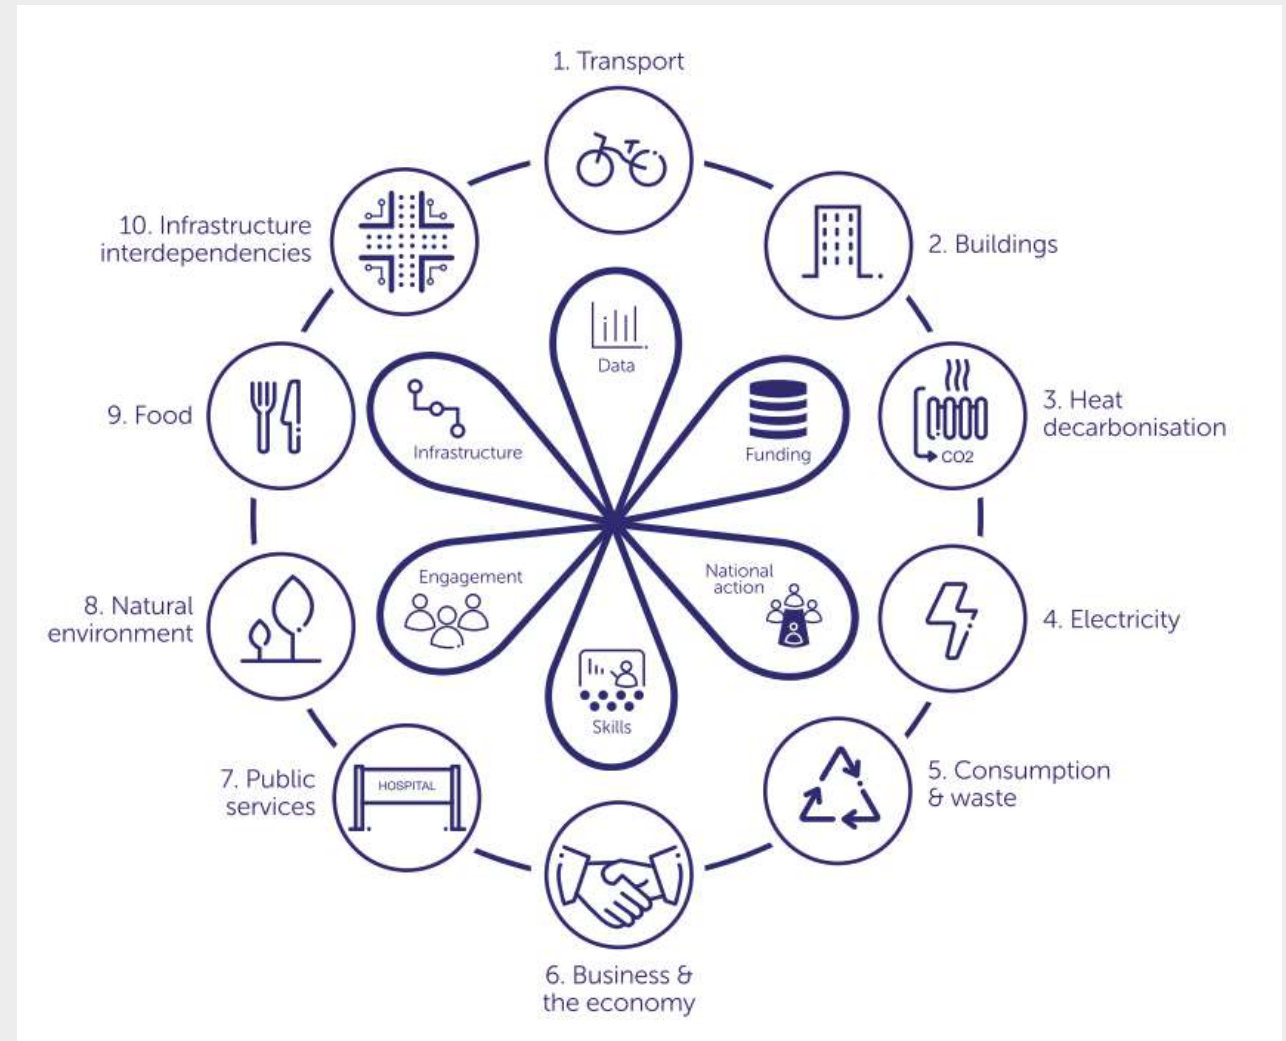 1. Transport
2. Buildings
3. Heat
decarbonisation
CO2
4. Electricity
5. Consumption
& waste
6. Business &
the economy
7. Public
services
HOSPITAL
8. Natural
environment
9. Food
10. Infrastructure
interdependencies
Data
Funding
National
action
Skills
Engagement
Infrastructure